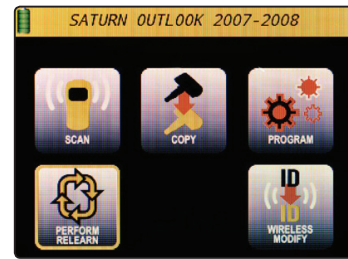 SATURN OUTLOOK 2007-2008
SCAN
COPY
PROGRAM
PERFORM
RELEARN
ID
ID
WIRELESS
MODIFY